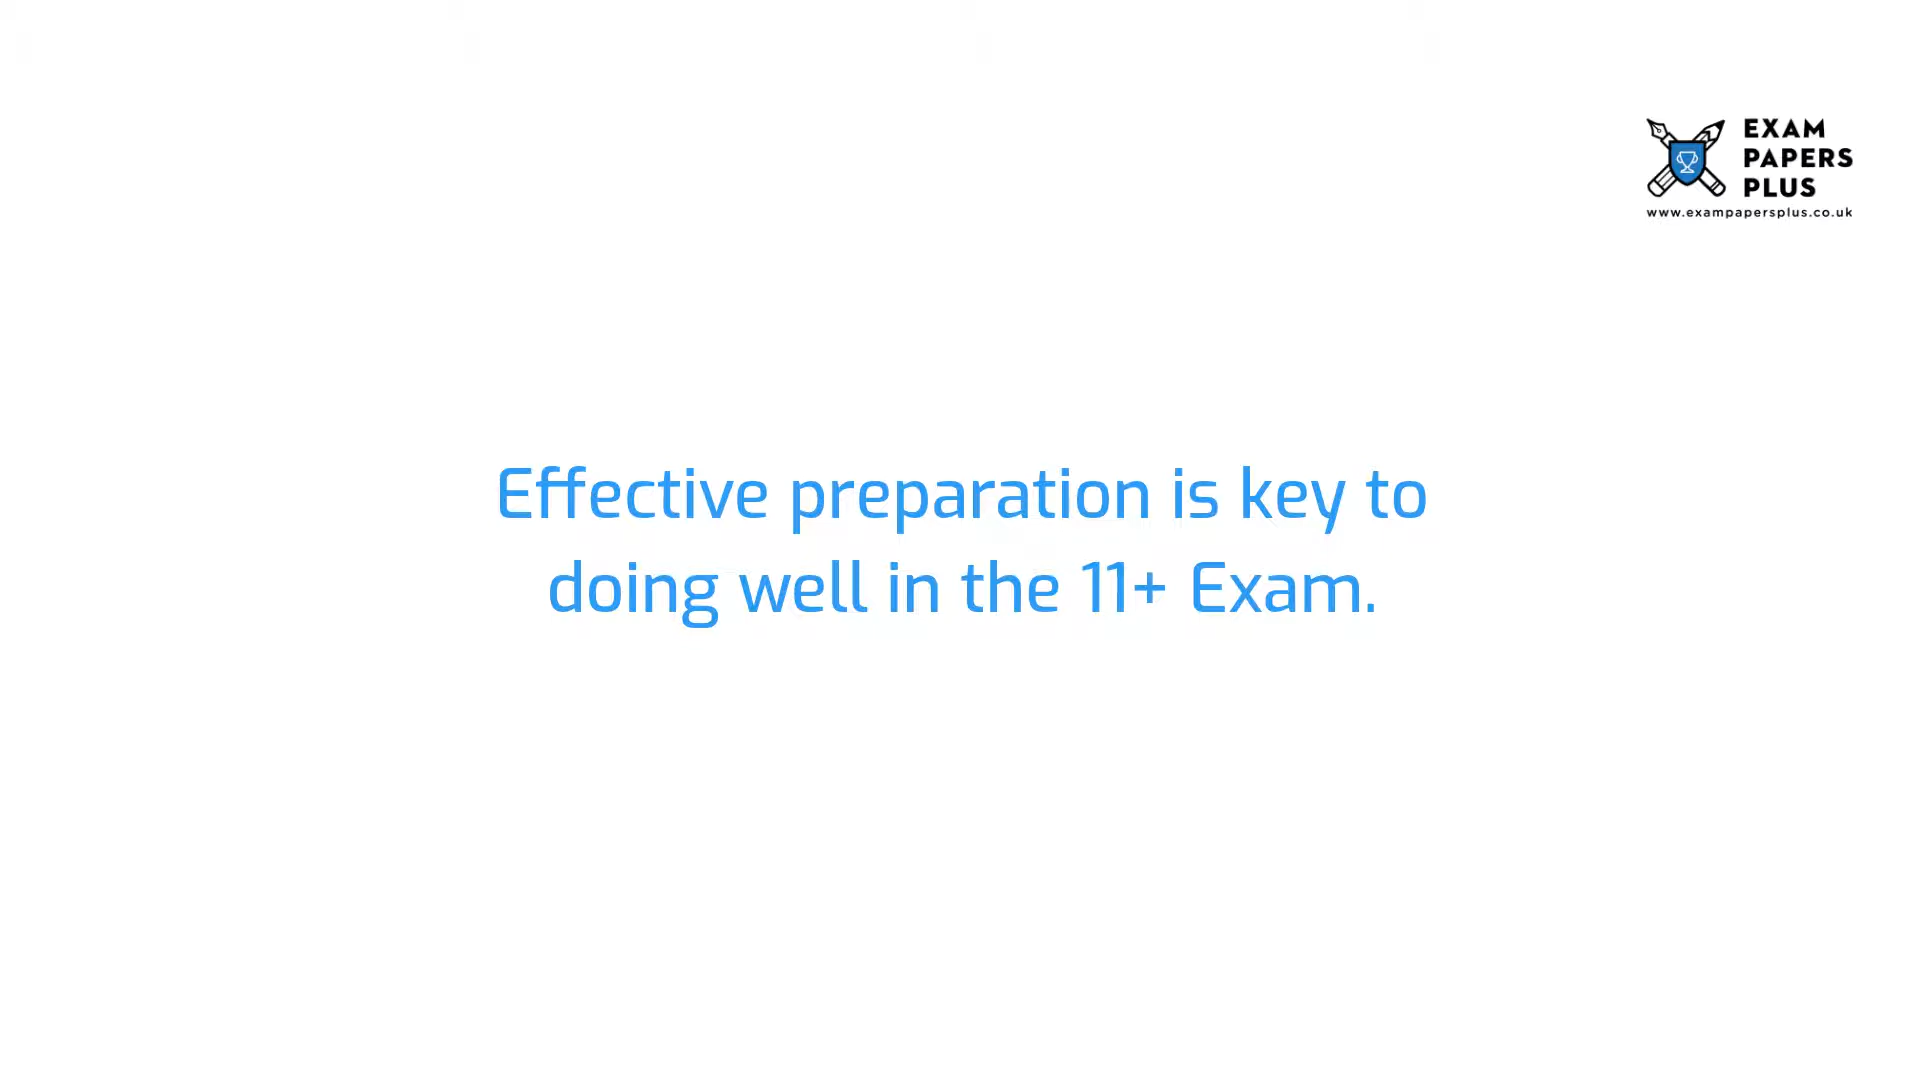 EXAM
PAPERS
PLUS
www.exampapersplus.co.uk
Effective preparation is key to
doing well in the 11+ Exam.